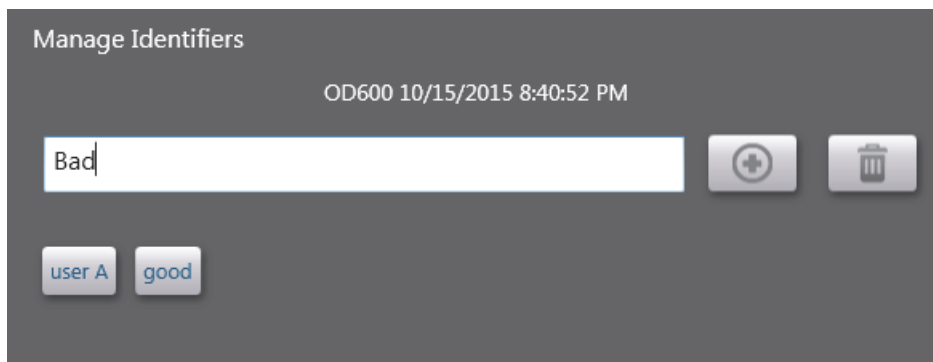 Manage Identifiers
OD600 10/15/2015 8:40:52 PM
Bad
user A good